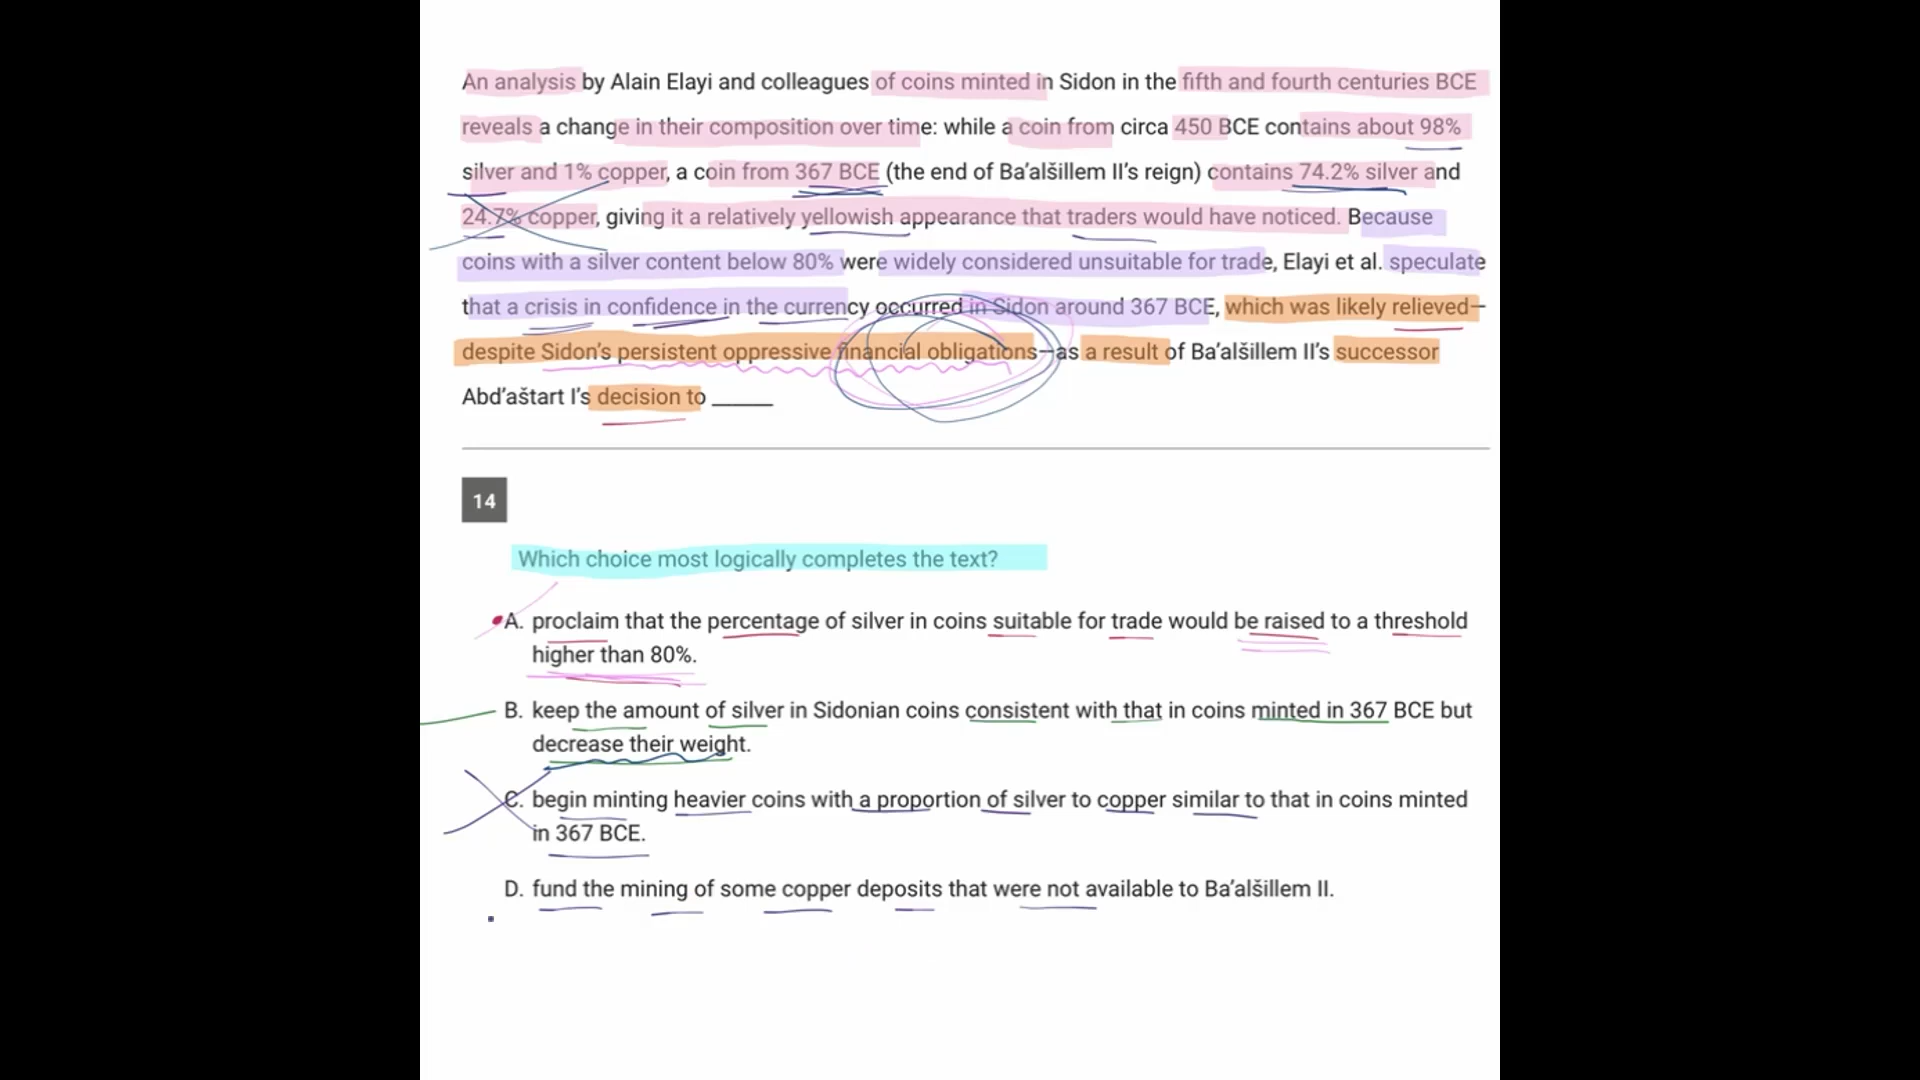 An analysis by Alain Elayi and colleagues of coins minted in Sidon in the fifth and fourth centuries BCE
reveals a change in their composition over time: while a coin from circa 450 BCE contains about 98%
silver and 1% copper, a coin from 367 BCE (the end of Ba’alšillem II’s reign) contains 74.2% silver and
24.7% copper, giving it a relatively yellowish appearance that traders would have noticed. Because
coins with a silver content below 80% were widely considered unsuitable for trade, Elayi et al. speculate
that a crisis in confidence in the currency occurred in Sidon around 367 BCE, which was likely relieved—
despite Sidon’s persistent oppressive financial obligations—as a result of Ba’alšillem II’s successor
Abd’aštart I’s decision to ______
14
Which choice most logically completes the text?
A. proclaim that the percentage of silver in coins suitable for trade would be raised to a threshold
higher than 80%.
B. keep the amount of silver in Sidonian coins consistent with that in coins minted in 367 BCE but
decrease their weight.
C. begin minting heavier coins with a proportion of silver to copper similar to that in coins minted
in 367 BCE.
D. fund the mining of some copper deposits that were not available to Ba’alšillem II.